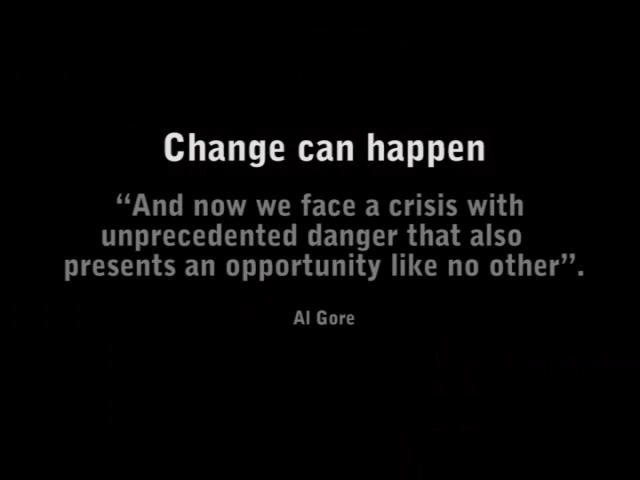 Change can happen
“And now we face a crisis with
unprecedented danger that also
presents an opportunity like no other”.
Al Gore